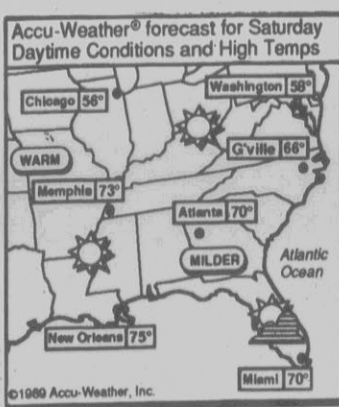 Accu-Weather® forecast for Saturday
Daytime Conditions and High Temps
Washington 58°
Chicago 56°
G'ville 66°
WARM
Memphis 73°
Atlanta 70°
MILDER
Atlantic
Ocean
New Orleans 75°
Miami 70°
©1989 Accu-Weather, Inc.